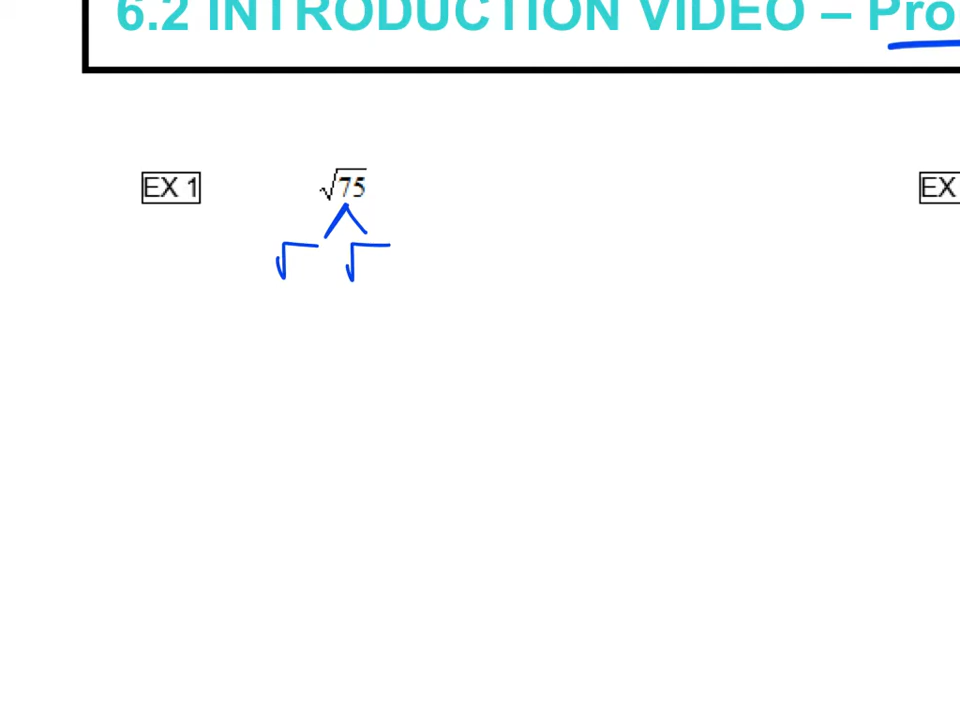 6.2 INTRODUCTION VIDEO – Pro
EX 1 √75 EX
√ √